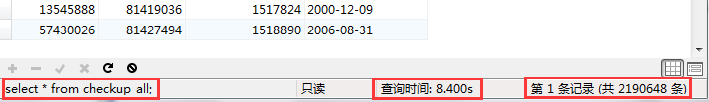 13545888 81419036 1517824 2000-12-09
57430026 81427494 1518890 2006-08-31
select * from checkup_all; 只读 查询时间: 8.400s 第 1 条记录 (共 2190648 条)